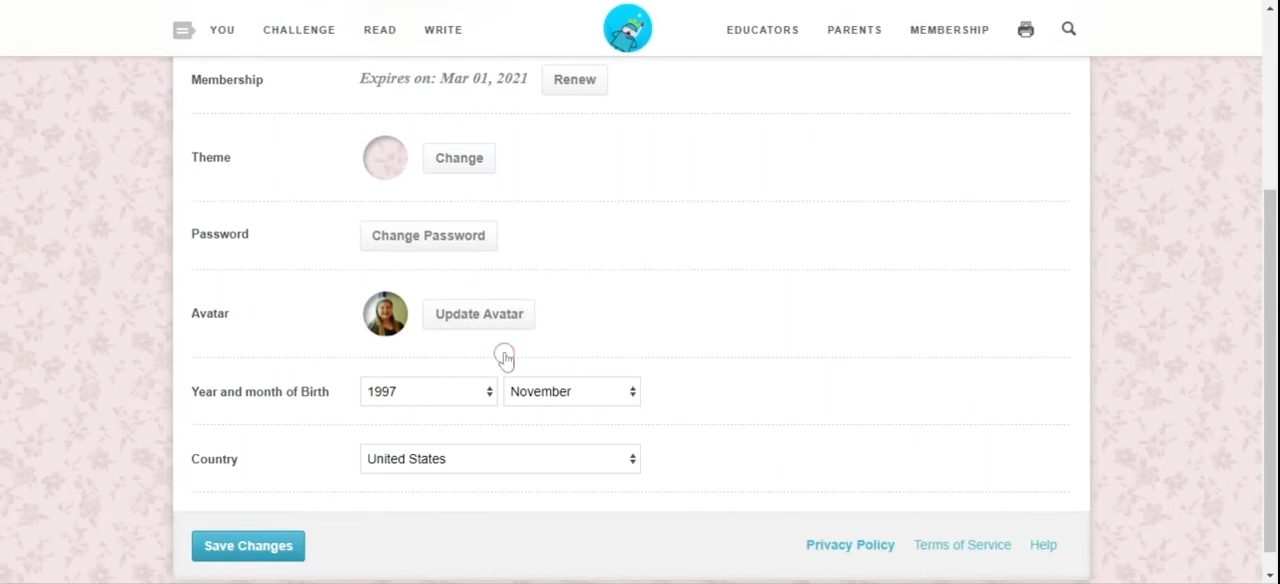 YOU CHALLENGE READ WRITE EDUCATORS PARENTS MEMBERSHIP
Membership Expires on: Mar 01, 2021 Renew
Theme Change
Password Change Password
Avatar Update Avatar
Year and month of Birth 1997 November
Country United States
Save Changes Privacy Policy Terms of Service Help